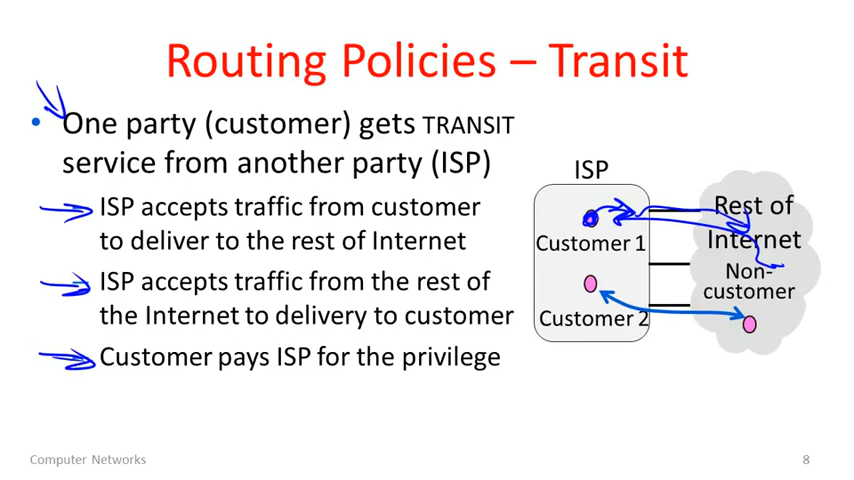 Routing Policies – Transit
• One party (customer) gets TRANSIT
service from another party (ISP)
ISP accepts traffic from customer
to deliver to the rest of Internet
ISP accepts traffic from the rest of
the Internet to delivery to customer
Customer pays ISP for the privilege
ISP
Customer 1
Customer 2
Rest of
Internet
Non-
customer
Computer Networks
8